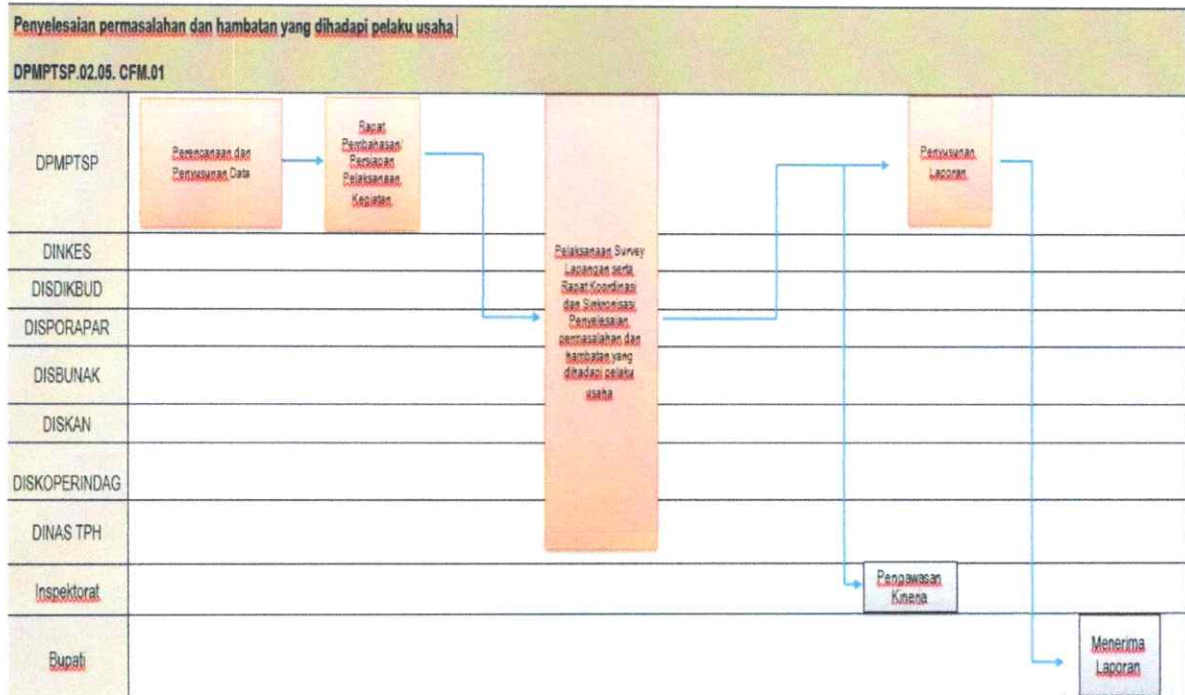 Penyelesaian permasalahan dan hambatan yang dihadapi pelaku usaha
DPMPTSP.02.05. CFM.01
DPMPTSP
Perencanaan dan
Penyusunan Data
Rapat
Pembahasan/
Persiapan
Pelaksanaan
Kegiatan
Pelaksanaan Survey
Lapangan serta
Rapat Koordinasi
dan Sinkronisasi
Penyelesaian
permasalahan dan
hambatan yang
dihadapi pelaku
usaha
Penyusunan
Laporan
DINKES
DISDIKBUD
DISPORAPAR
DISBUNAK
DISKAN
DISKOPERINDAG
DINAS TPH
Inspektorat
Pengawasan
Kinerja
Bupati
Menerima
Laporan